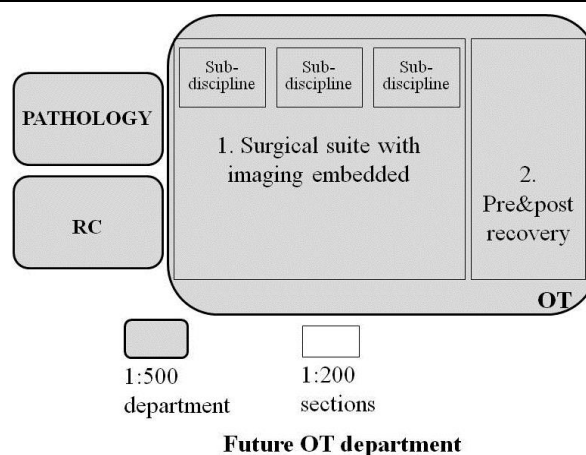 Sub-
discipline
Sub-
discipline
Sub-
discipline
PATHOLOGY
1. Surgical suite with
imaging embedded
2.
Pre&post
recovery
RC
OT
1:500
department
1:200
sections
Future OT department